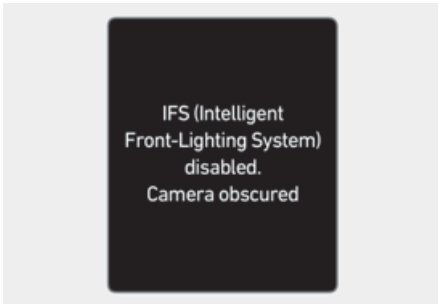 IFS (Intelligent
Front-Lighting System)
disabled.
Camera obscured